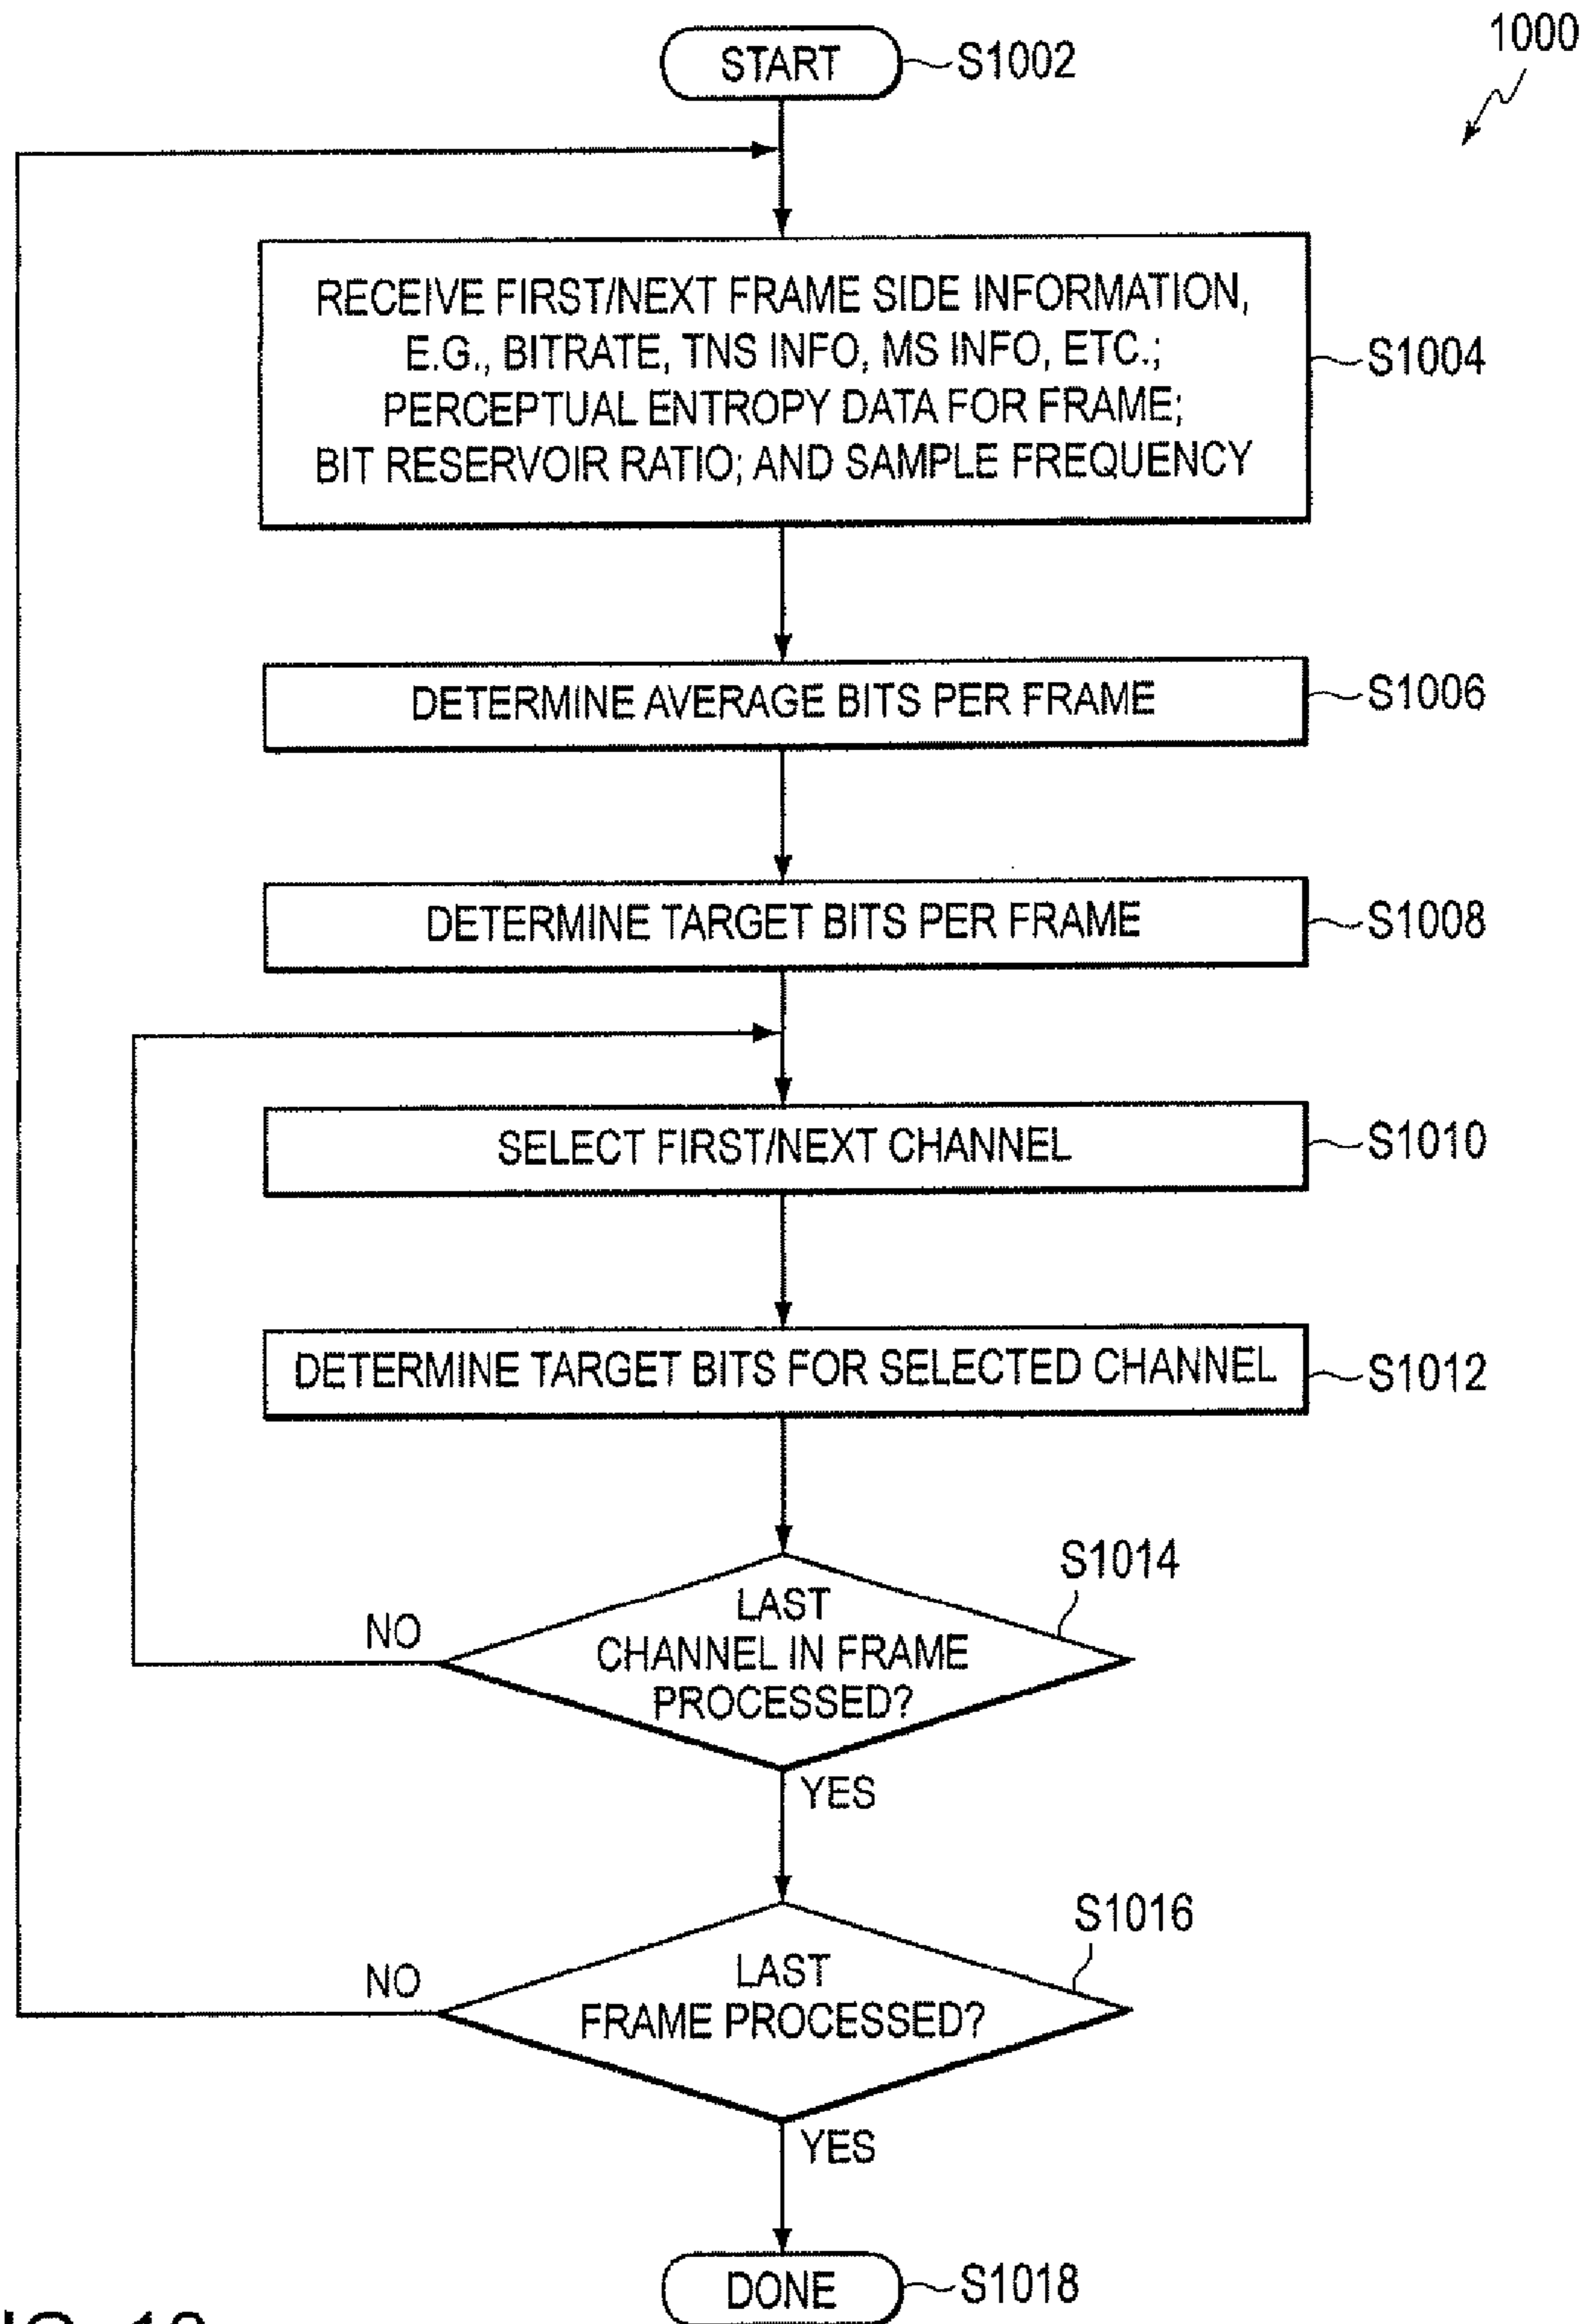 1000
START
S1002
RECEIVE FIRST/NEXT FRAME SIDE INFORMATION,
E.G., BITRATE, TNS INFO, MS INFO, ETC.;
PERCEPTUAL ENTROPY DATA FOR FRAME;
BIT RESERVOIR RATIO; AND SAMPLE FREQUENCY
S1004
DETERMINE AVERAGE BITS PER FRAME
S1006
DETERMINE TARGET BITS PER FRAME
S1008
SELECT FIRST/NEXT CHANNEL
S1010
DETERMINE TARGET BITS FOR SELECTED CHANNEL
S1012
S1014
LAST
CHANNEL IN FRAME
PROCESSED?
NO
YES
S1016
LAST
FRAME PROCESSED?
NO
YES
DONE
S1018